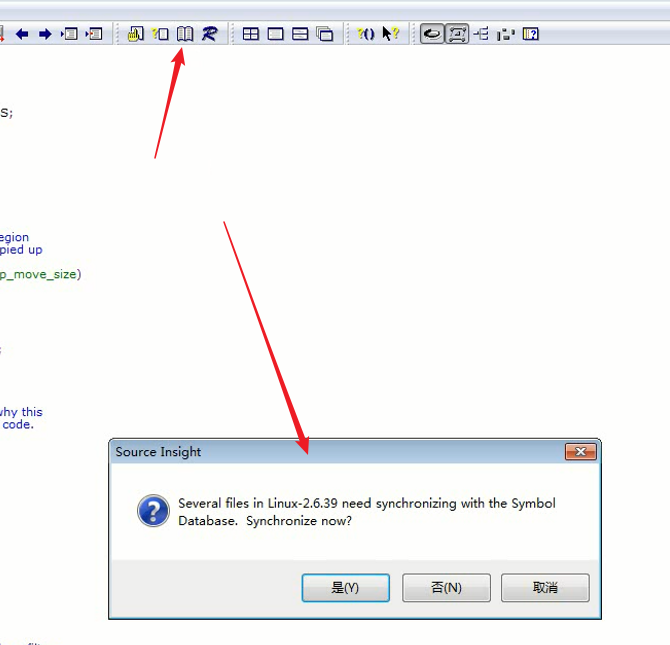 s;
egion
pied up
p_move_size)
;
why this
code.
Source Insight
Several files in Linux-2.6.39 need synchronizing with the Symbol
Database.  Synchronize now?
是(Y)
否(N)
取消